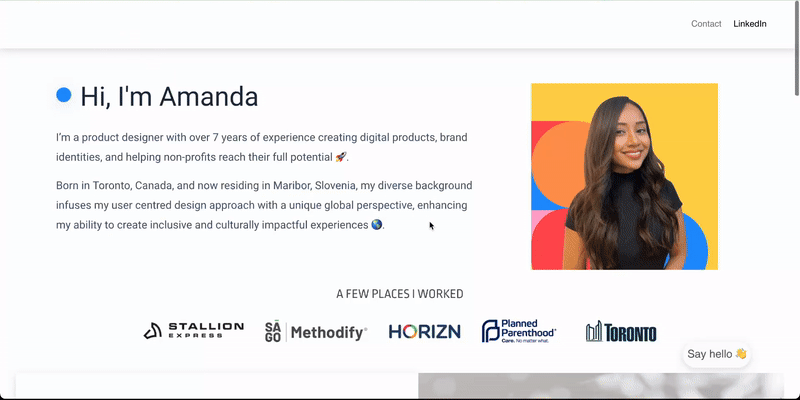 Contact LinkedIn
Hi, I'm Amanda
I'm a product designer with over 7 years of experience creating digital products, brand
identities, and helping non-profits reach their full potential 🚀.
Born in Toronto, Canada, and now residing in Maribor, Slovenia, my diverse background
infuses my user centred design approach with a unique global perspective, enhancing
my ability to create inclusive and culturally impactful experiences 🌎.
A FEW PLACES I WORKED
STALLION
EXPRESS
SĀGO
Methodify®
HORIZN
Planned
Parenthood®
Care. No matter what.
TORONTO
Say hello 👋